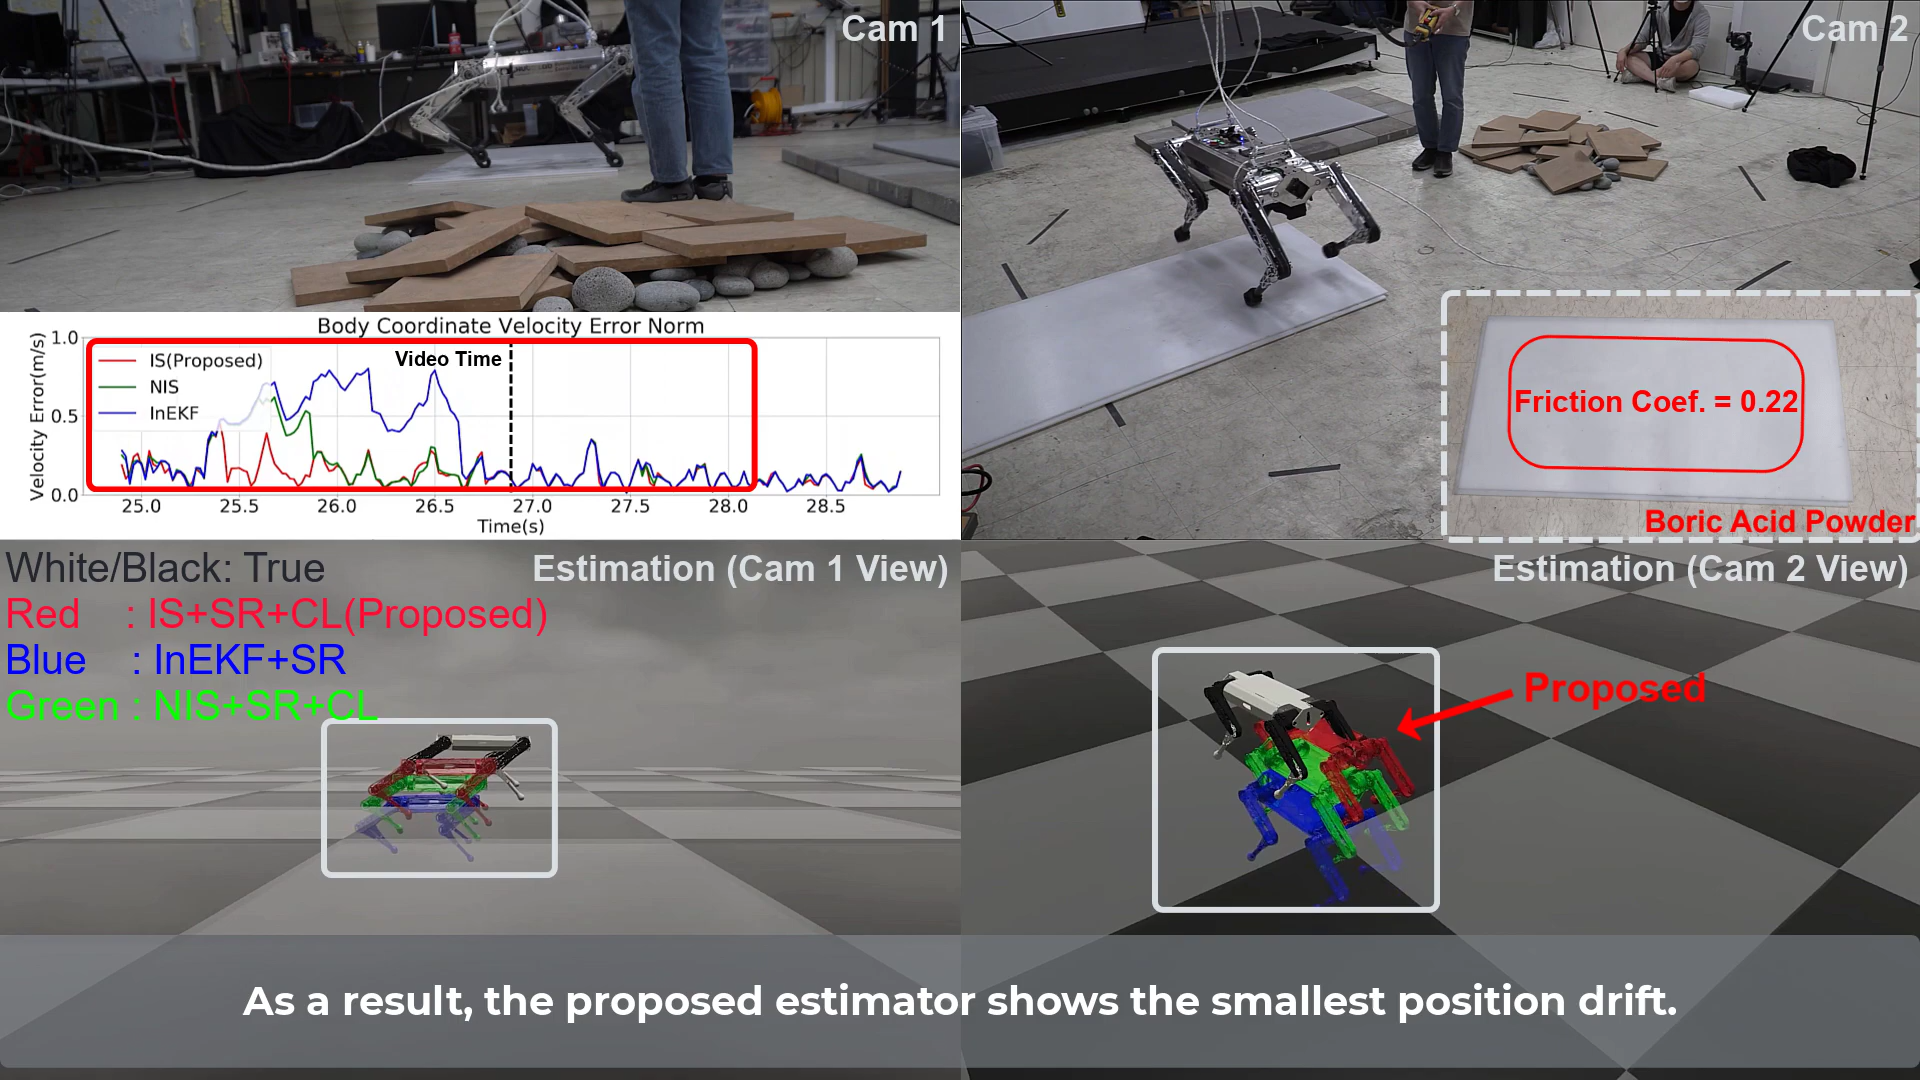 Cam 1
Cam 2
Body Coordinate Velocity Error Norm
Velocity Error(m/s)
1.0
0.5
0.0
IS(Proposed)
NIS
InEKF
Video Time
25.0 25.5 26.0 26.5 27.0 27.5 28.0 28.5
Time(s)
Friction Coef. = 0.22
Boric Acid Powder
White/Black: True
Red : IS+SR+CL(Proposed)
Blue : InEKF+SR
Green : NIS+SR+CL
Estimation (Cam 1 View)
Estimation (Cam 2 View)
Proposed
As a result, the proposed estimator shows the smallest position drift.